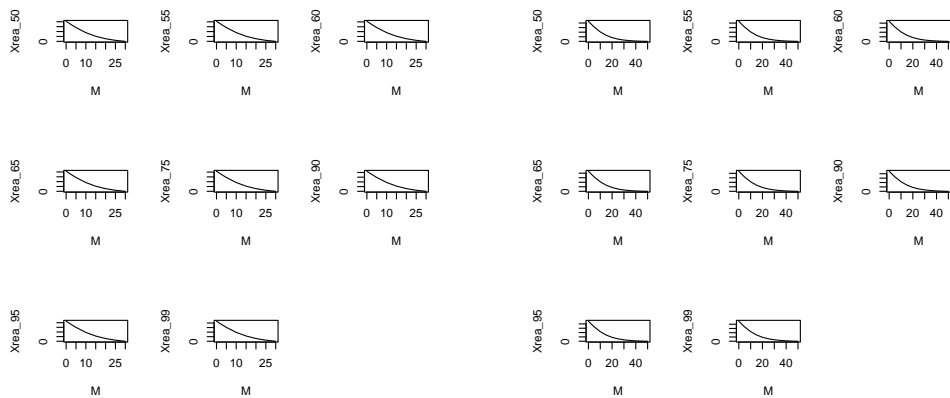 Xrea_50 0 0 10 25 M
Xrea_55 0 0 10 25 M
Xrea_60 0 0 10 25 M
Xrea_50 0 0 20 40 M
Xrea_55 0 0 20 40 M
Xrea_60 0 0 20 40 M
Xrea_65 0 0 10 25 M
Xrea_75 0 0 10 25 M
Xrea_90 0 0 10 25 M
Xrea_65 0 0 20 40 M
Xrea_75 0 0 20 40 M
Xrea_90 0 0 20 40 M
Xrea_95 0 0 10 25 M
Xrea_99 0 0 10 25 M
Xrea_95 0 0 20 40 M
Xrea_99 0 0 20 40 M